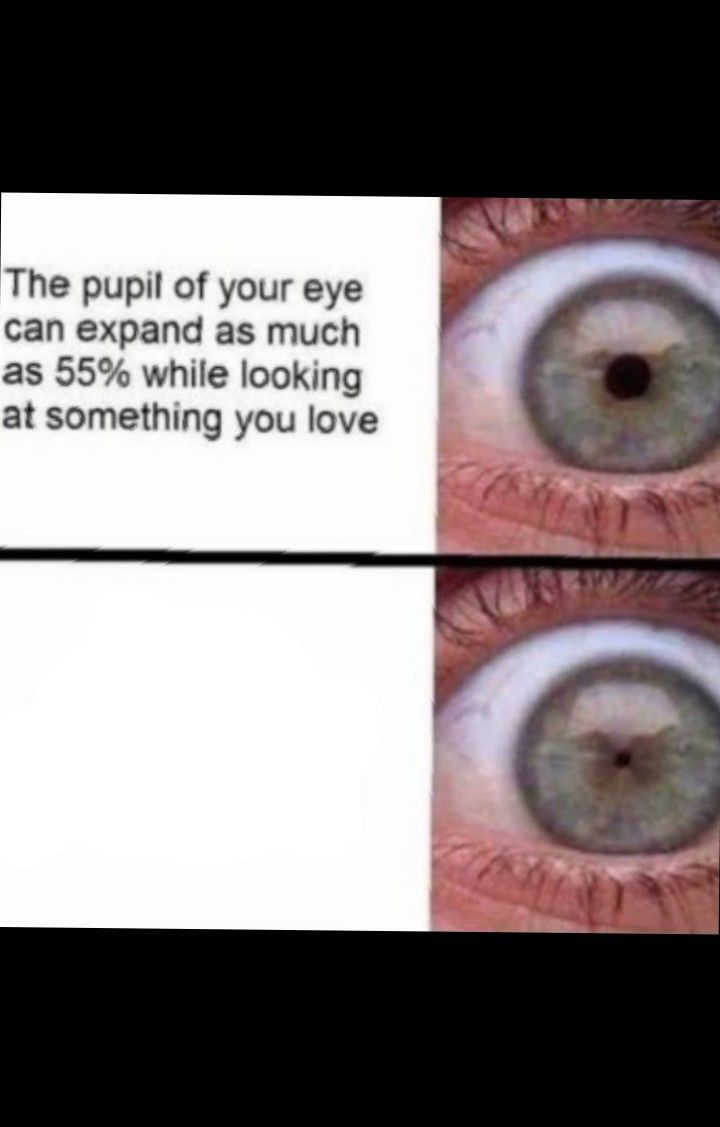 The pupil of your eye
can expand as much
as 55% while looking
at something you love